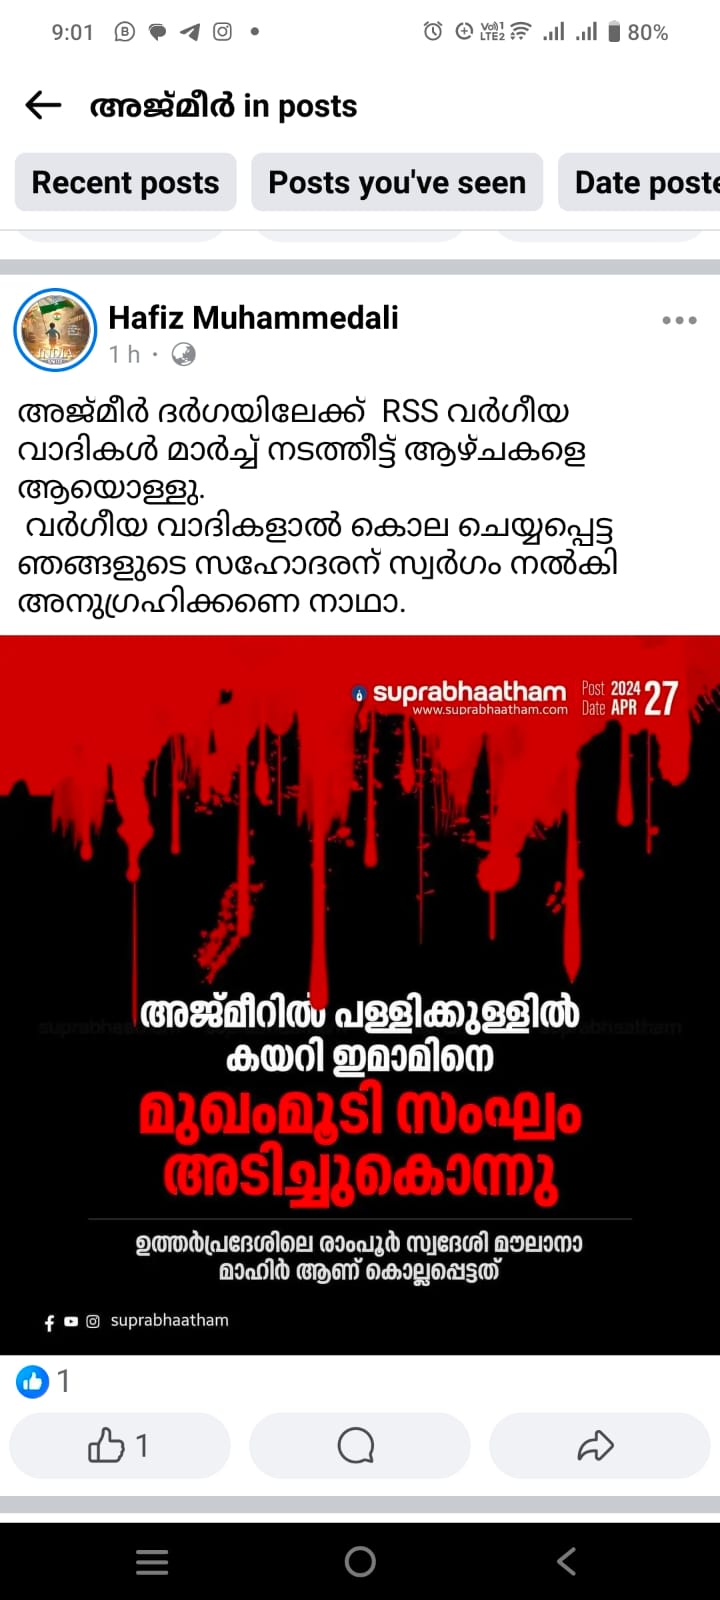 9:01
Vo)) 1
LTE2
80%
അജ്മീർ in posts
Recent posts
Posts you've seen
Date poste
Hafiz Muhammedali
1 h ·
അജ്മീർ ദർഗയിലേക്ക് RSS വർഗീയ
വാദികൾ മാർച്ച് നടത്തീട്ട് ആഴ്ചകളെ
ആയൊള്ളു.
വർഗീയ വാദികളാൽ കൊല ചെയ്യപ്പെട്ട
ഞങ്ങളുടെ സഹോദരന് സ്വർഗം നൽകി
അനുഗ്രഹിക്കണെ നാഥാ.
suprabhaatham
www.suprabhaatham.com
Post Date
2024 APR 27
അജ്മീറിൽ പള്ളിക്കുള്ളിൽ
കയറി ഇമാമിനെ
മുഖംമൂടി സംഘം
അടിച്ചുകൊന്നു
ഉത്തർപ്രദേശിലെ രാംപൂർ സ്വദേശി മൗലാനാ
മാഹിർ ആണ് കൊല്ലപ്പെട്ടത്
suprabhaatham
1
1